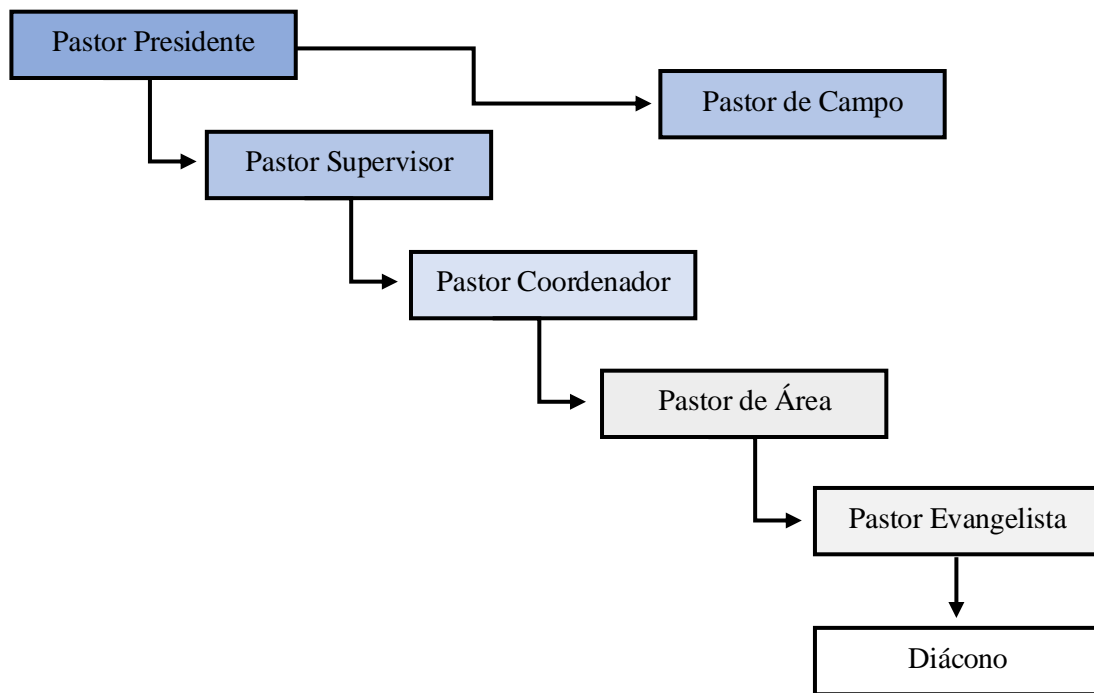 Pastor Presidente
Pastor de Campo
Pastor Supervisor
Pastor Coordenador
Pastor de Área
Pastor Evangelista
Diácono